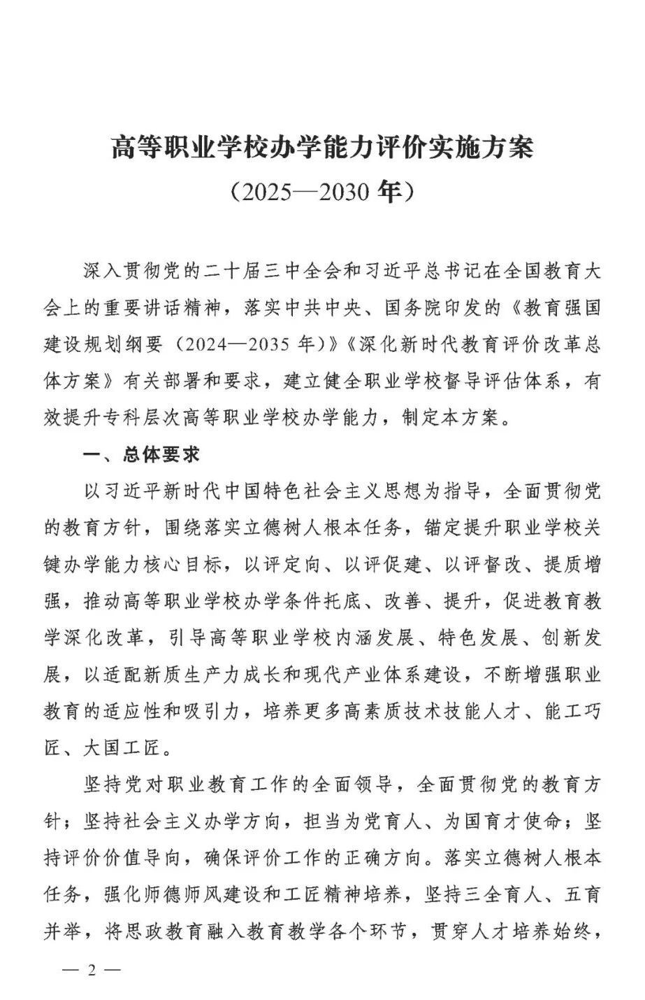 高等职业学校办学能力评价实施方案
（2025—2030 年）
深入贯彻党的二十届三中全会和习近平总书记在全国教育大
会上的重要讲话精神，落实中共中央、国务院印发的《教育强国
建设规划纲要（2024—2035 年）》《深化新时代教育评价改革总
体方案》有关部署和要求，建立健全职业学校督导评估体系，有
效提升专科层次高等职业学校办学能力，制定本方案。
一、总体要求
以习近平新时代中国特色社会主义思想为指导，全面贯彻党
的教育方针，围绕落实立德树人根本任务，锚定提升职业学校关
键办学能力核心目标，以评定向、以评促建、以评督改、提质增
强，推动高等职业学校办学条件托底、改善、提升，促进教育教
学深化改革，引导高等职业学校内涵发展、特色发展、创新发
展，以适配新质生产力成长和现代产业体系建设，不断增强职业
教育的适应性和吸引力，培养更多高素质技术技能人才、能工巧
匠、大国工匠。
坚持党对职业教育工作的全面领导，全面贯彻党的教育方
针；坚持社会主义办学方向，担当为党育人、为国育才使命；坚
持评价价值导向，确保评价工作的正确方向。落实立德树人根本
任务，强化师德师风建设和工匠精神培养，坚持三全育人、五育
并举，将思政教育融入教育教学各个环节，贯穿人才培养始终，
— 2 —